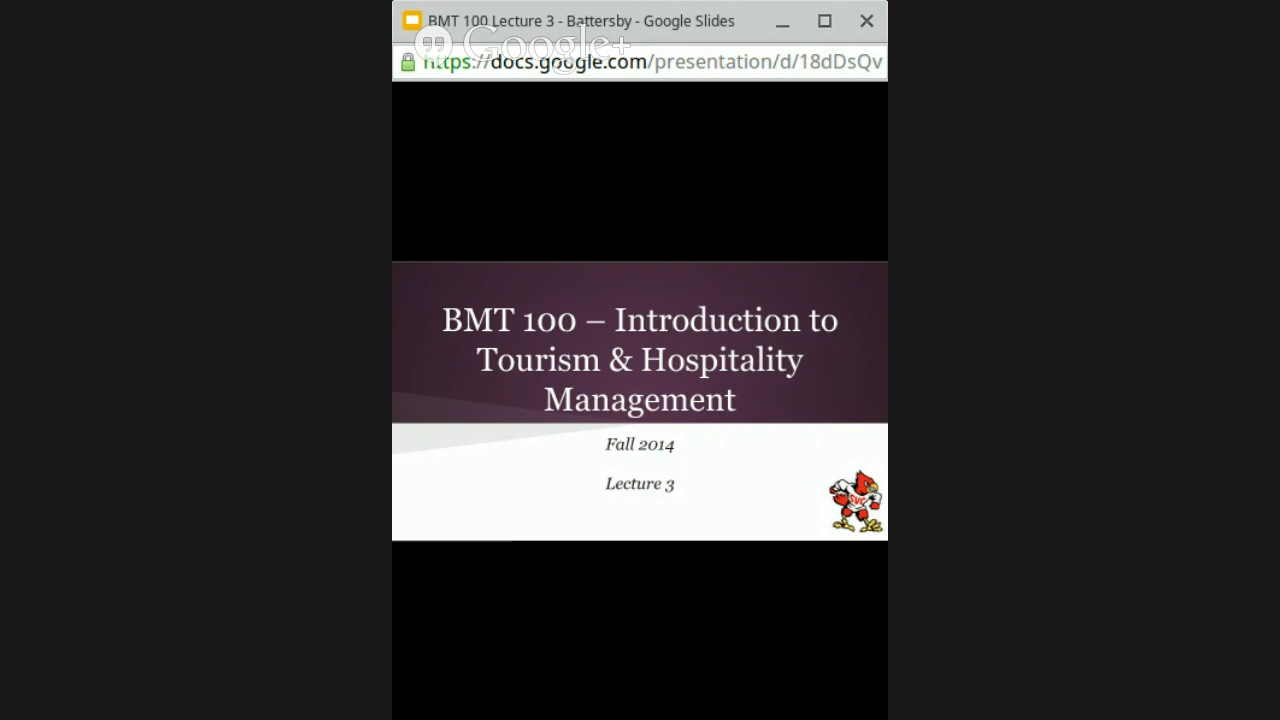 BMT 100 Lecture 3 - Battersby - Google Slides
Google+
https://docs.google.com/presentation/d/18dDsQv
BMT 100 – Introduction to
Tourism & Hospitality
Management
Fall 2014
Lecture 3
SVC